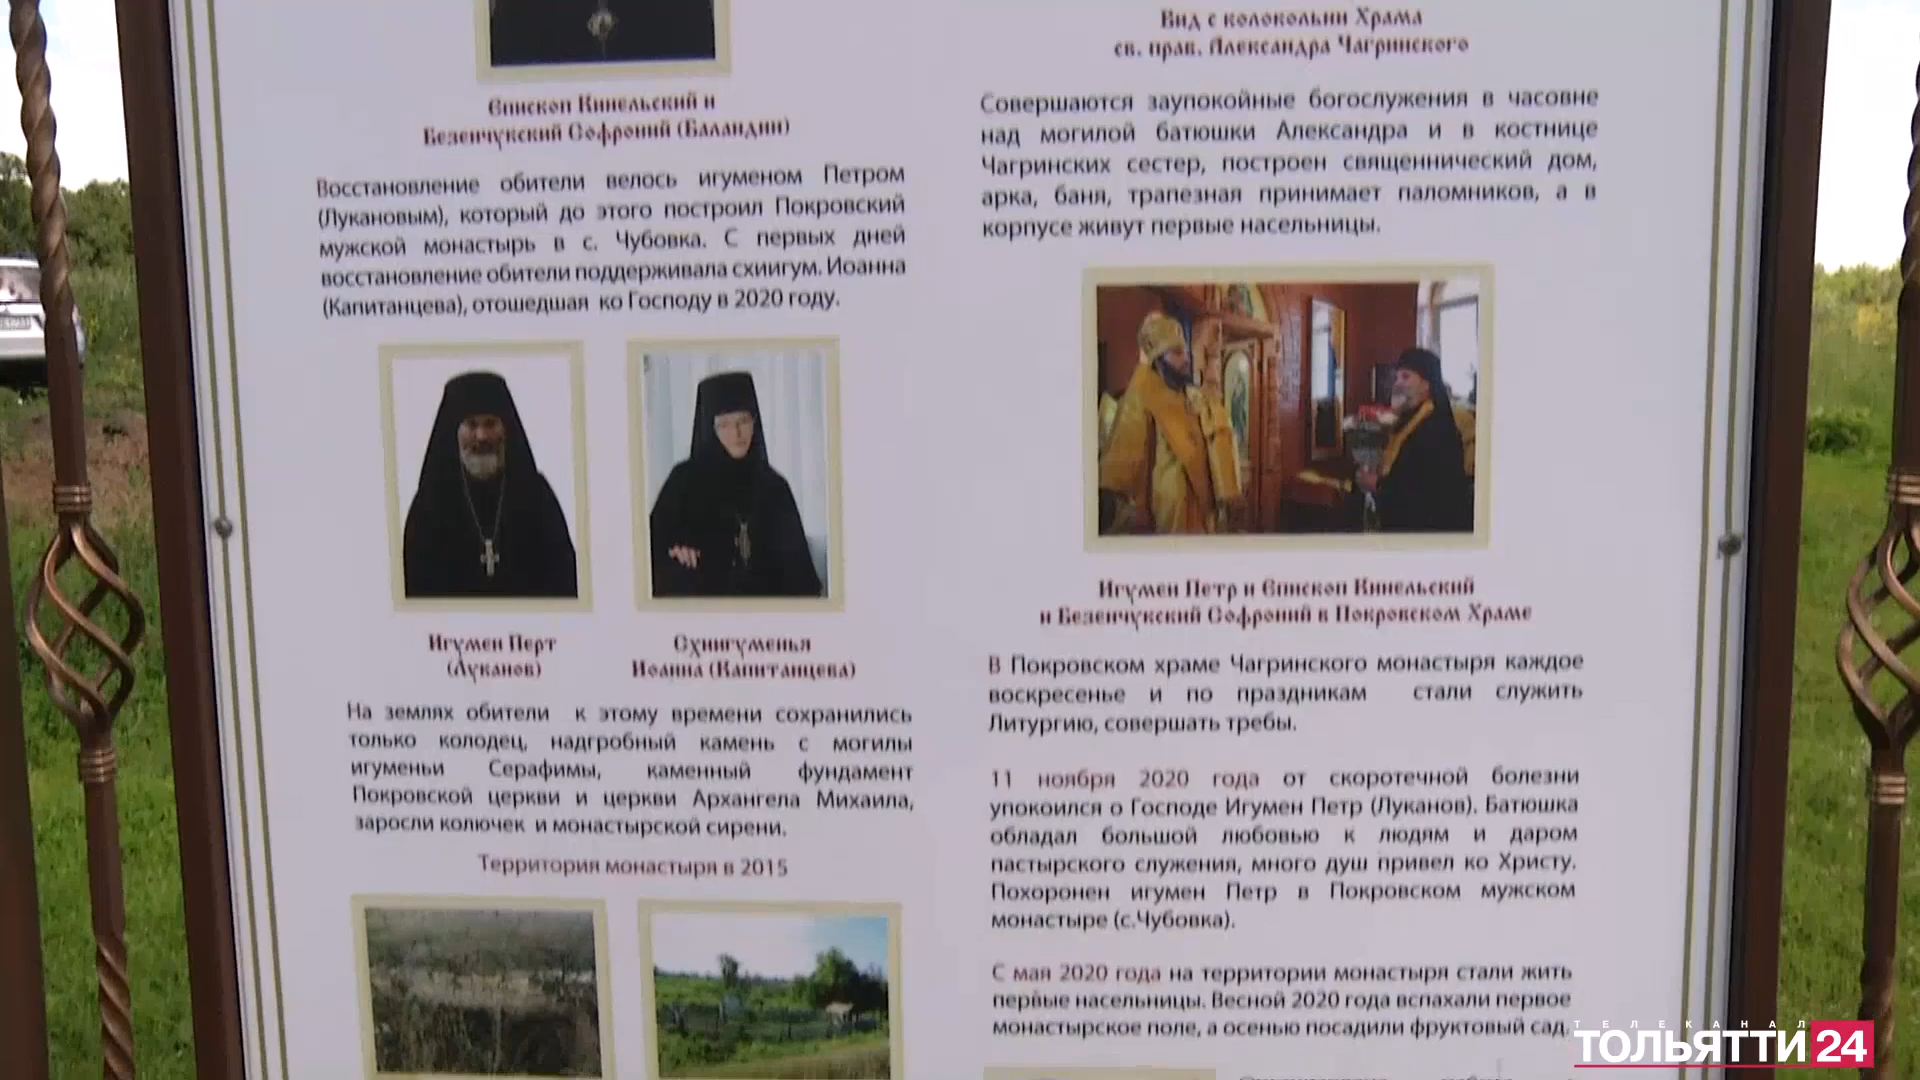 Епископ Кинельский и
Безенчукский Софроний (Баландин)
Восстановление обители велось игуменом Петром
(Лукановым), который до этого построил Покровский
мужской монастырь в с. Чубовка. С первых дней
восстановление обители поддерживала схиигум. Иоанна
(Капитанцева), отошедшая ко Господу в 2020 году.
Игумен Перт
(Луканов)
Схиигуменья
Иоанна (Капитанцева)
На землях обители к этому времени сохранились
только колодец, надгробный камень с могилы
игуменьи Серафимы, каменный фундамент
Покровской церкви и церкви Архангела Михаила,
заросли колючек и монастырской сирени.
Территория монастыря в 2015
Вид с колокольни Храма
св. прав. Александра Чагринского
Совершаются заупокойные богослужения в часовне
над могилой батюшки Александра и в костнице
Чагринских сестер, построен священнический дом,
арка, баня, трапезная принимает паломников, а в
корпусе живут первые насельницы.
Игумен Петр и Епископ Кинельский
и Безенчукский Софроний в Покровском Храме
В Покровском храме Чагринского монастыря каждое
воскресенье и по праздникам стали служить
Литургию, совершать требы.
11 ноября 2020 года от скоротечной болезни
упокоился о Господе Игумен Петр (Луканов). Батюшка
обладал большой любовью к людям и даром
пастырского служения, много душ привел ко Христу.
Похоронен игумен Петр в Покровском мужском
монастыре (с.Чубовка).
С мая 2020 года на территории монастыря стали жить
первые насельницы. Весной 2020 года вспахали первое
монастырское поле, а осенью посадили фруктовый сад.
ТЕЛЕКАНАЛ
ТОЛЬЯТТИ 24